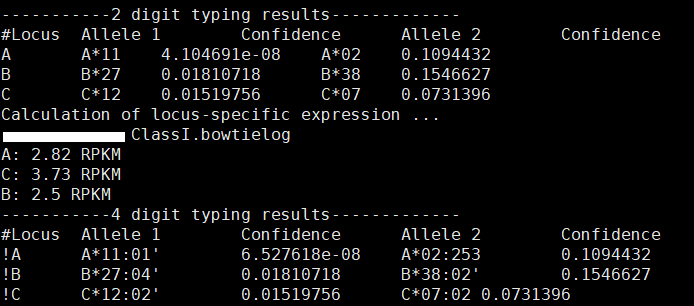 -----------2 digit typing results-------------
#Locus Allele 1 Confidence Allele 2 Confidence
A A*11 4.104691e-08 A*02 0.1094432
B B*27 0.01810718 B*38 0.1546627
C C*12 0.01519756 C*07 0.0731396
Calculation of locus-specific expression ...
ClassI.bowtielog
A: 2.82 RPKM
C: 3.73 RPKM
B: 2.5 RPKM
-----------4 digit typing results-------------
#Locus Allele 1 Confidence Allele 2 Confidence
!A A*11:01' 6.527618e-08 A*02:253 0.1094432
!B B*27:04' 0.01810718 B*38:02' 0.1546627
!C C*12:02' 0.01519756 C*07:02 0.0731396